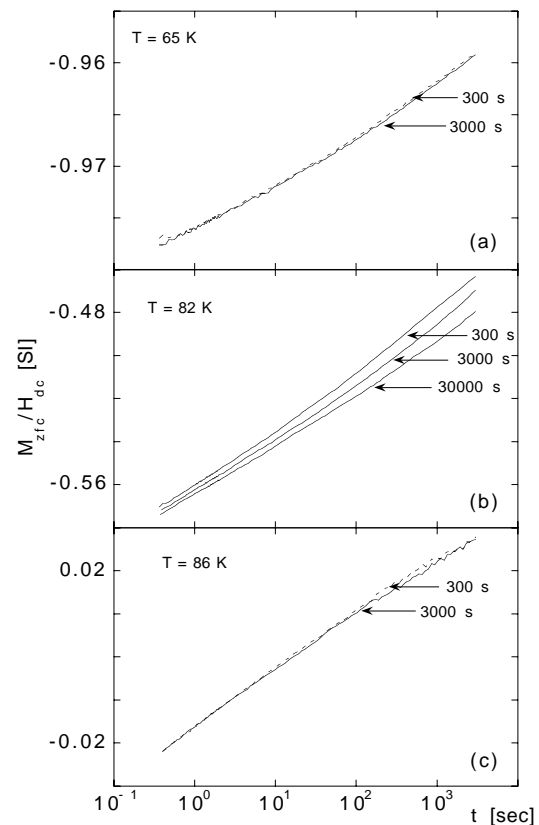 T = 65 K
-0.96
300 s
3000 s
-0.97
(a)
T = 82 K
-0.48
300 s
3000 s
30000 s
-0.56
(b)
M_zfc/H_dc [SI]
T = 86 K
0.02
300 s
3000 s
-0.02
(c)
10^-1 10^0 10^1 10^2 10^3
t [sec]